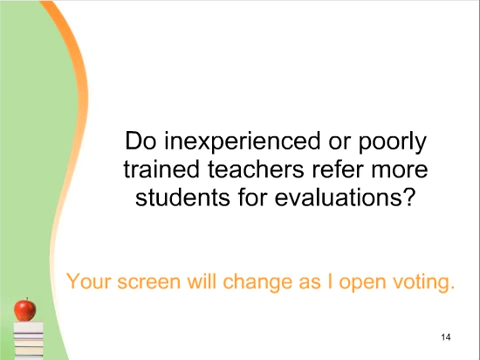 Do inexperienced or poorly
trained teachers refer more
students for evaluations?
Your screen will change as I open voting.
14